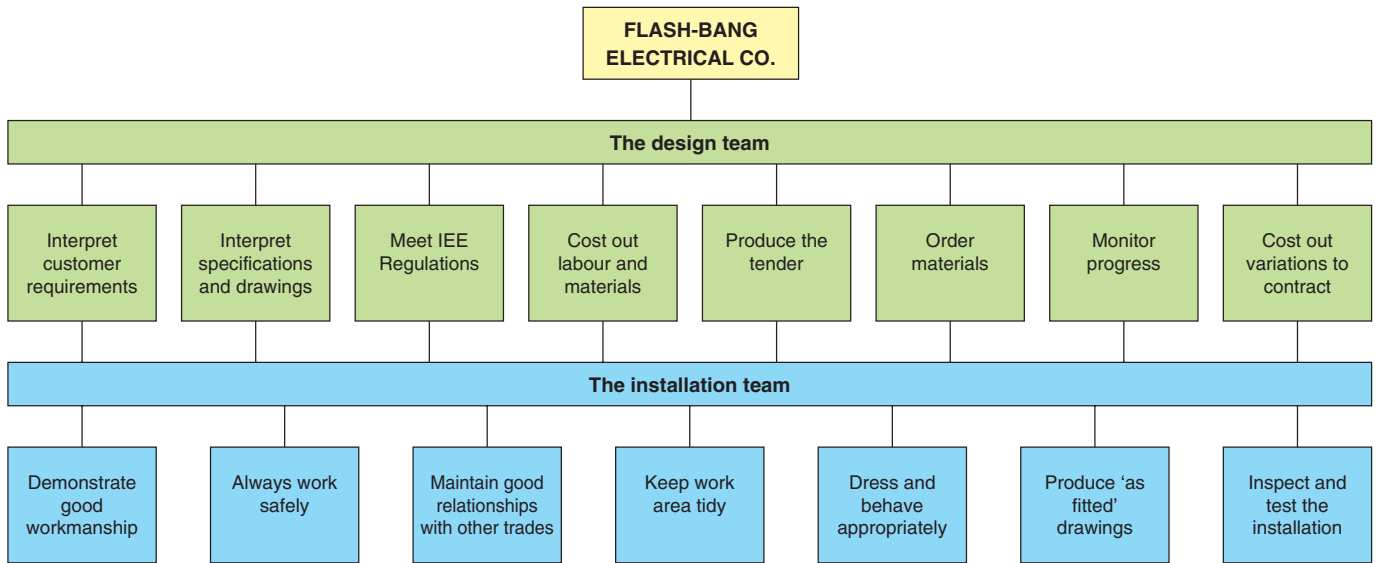 FLASH-BANG
ELECTRICAL CO.
The design team
Interpret
customer
requirements
Interpret
specifications
and drawings
Meet IEE
Regulations
Cost out
labour and
materials
Produce the
tender
Order
materials
Monitor
progress
Cost out
variations to
contract
The installation team
Demonstrate
good
workmanship
Always work
safely
Maintain good
relationships
with other trades
Keep work
area tidy
Dress and
behave
appropriately
Produce ‘as
fitted’
drawings
Inspect and
test the
installation